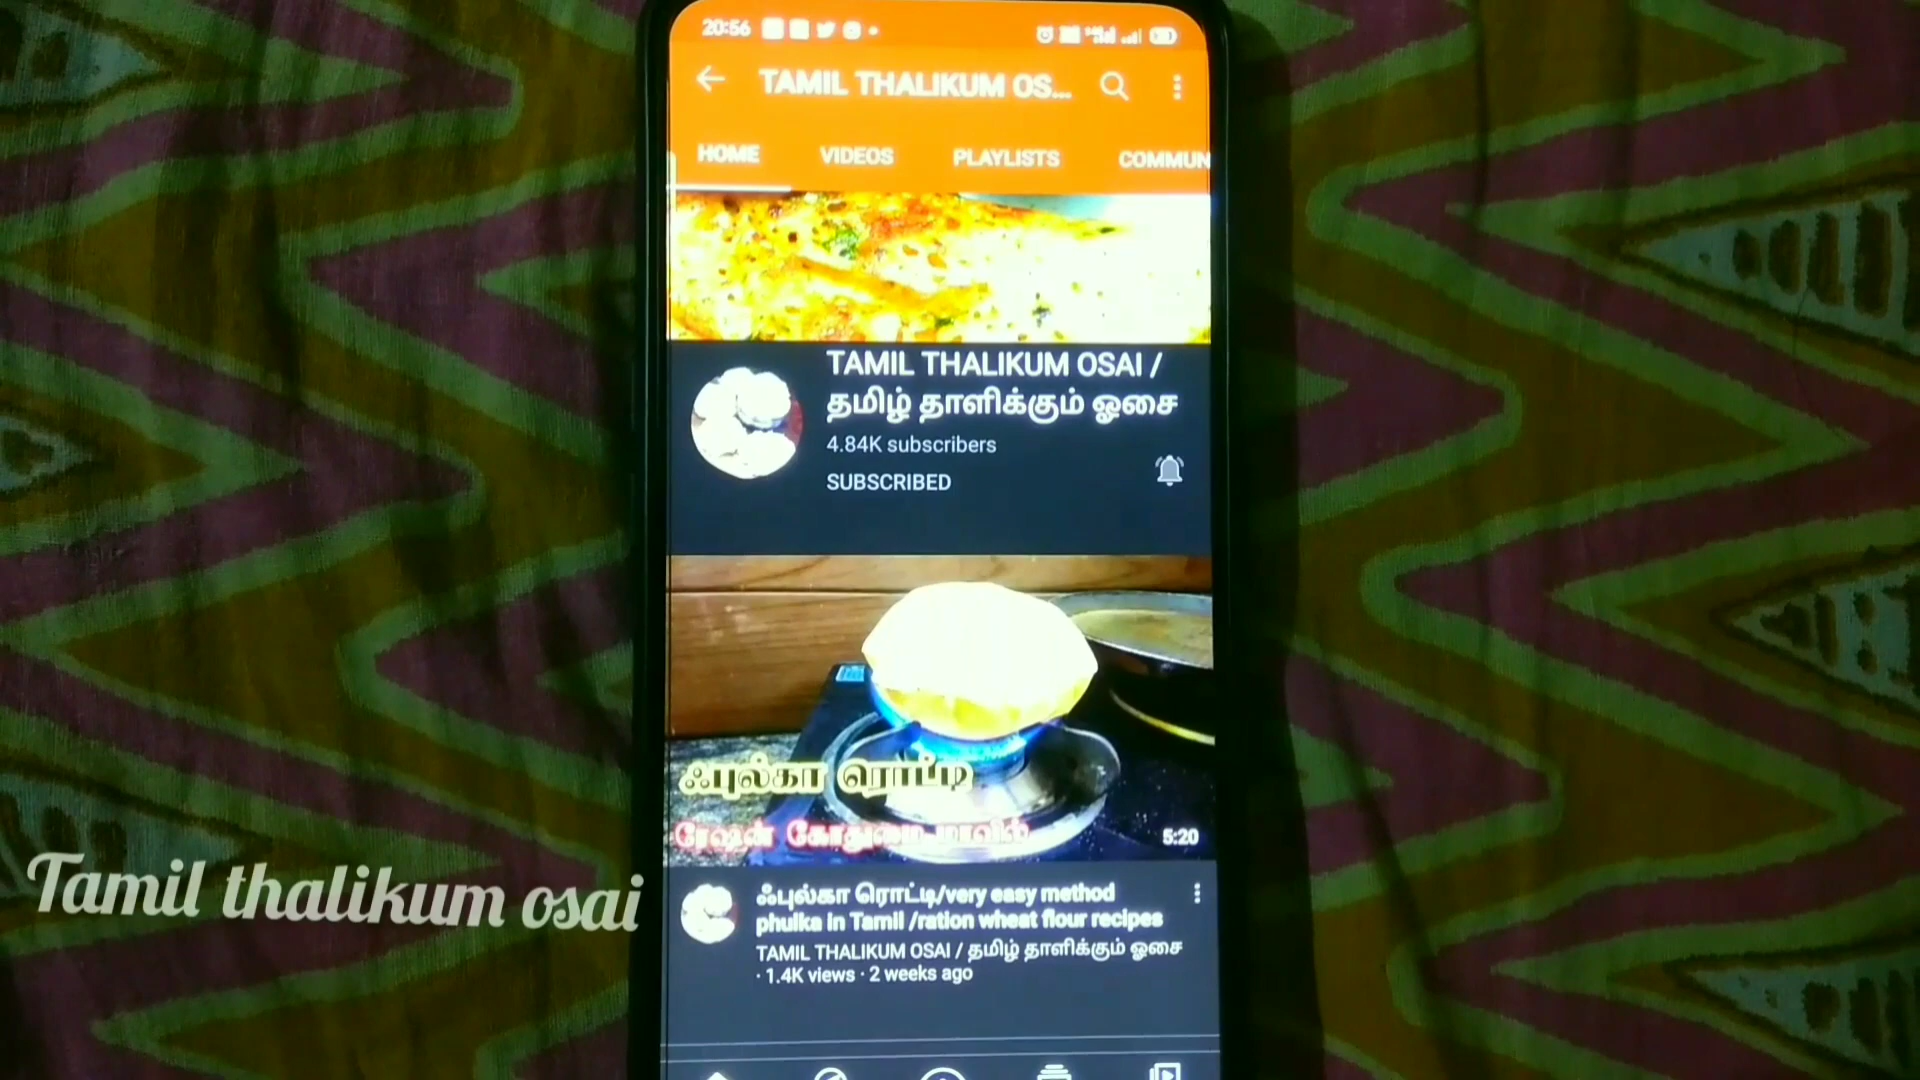 20:56
TAMIL THALIKUM OS...
HOME VIDEOS PLAYLISTS COMMUN
TAMIL THALIKUM OSAI /
தமிழ் தாளிக்கும் ஓசை
4.84K subscribers
SUBSCRIBED
ஃபுல்கா ரொட்டி
ரேஷன் கோதுமை மாவில்
5:20
ஃபுல்கா ரொட்டி/very easy method
phulka in Tamil /ration wheat flour recipes
TAMIL THALIKUM OSAI / தமிழ் தாளிக்கும் ஓசை
· 1.4K views · 2 weeks ago
Tamil thalikum osai